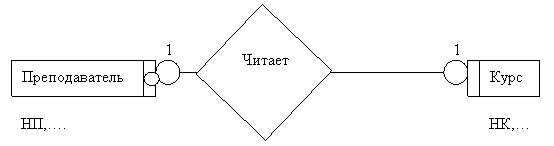 1
1
Читает
Преподаватель
Курс
НП,....
НК,...